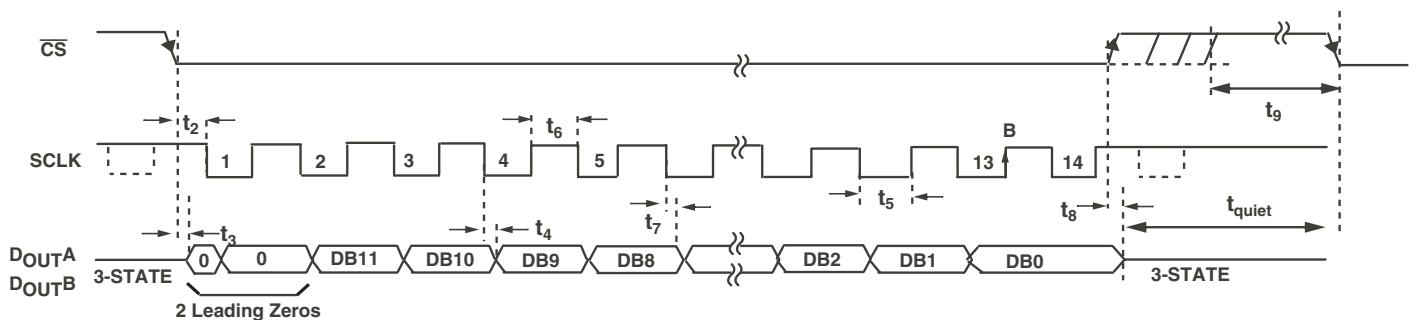 CS
t9
t2
t6
B
SCLK
1 2 3 4 5 13 14
t5
t8
tquiet
t7
t3
t4
DOUTA
0 0 DB11 DB10 DB9 DB8 DB2 DB1 DB0
3-STATE
3-STATE
DOUTB
2 Leading Zeros